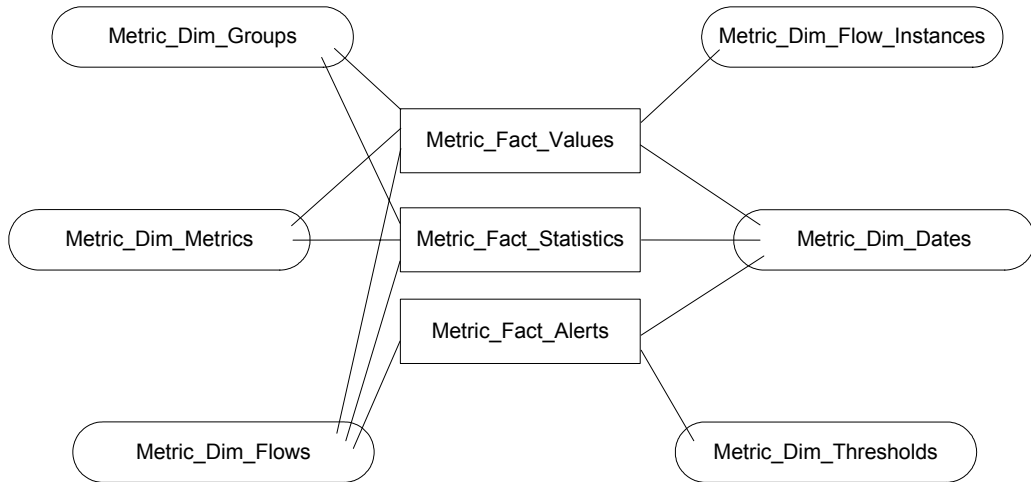 Metric_Dim_Groups
Metric_Dim_Flow_Instances
Metric_Fact_Values
Metric_Dim_Metrics
Metric_Fact_Statistics
Metric_Dim_Dates
Metric_Fact_Alerts
Metric_Dim_Flows
Metric_Dim_Thresholds